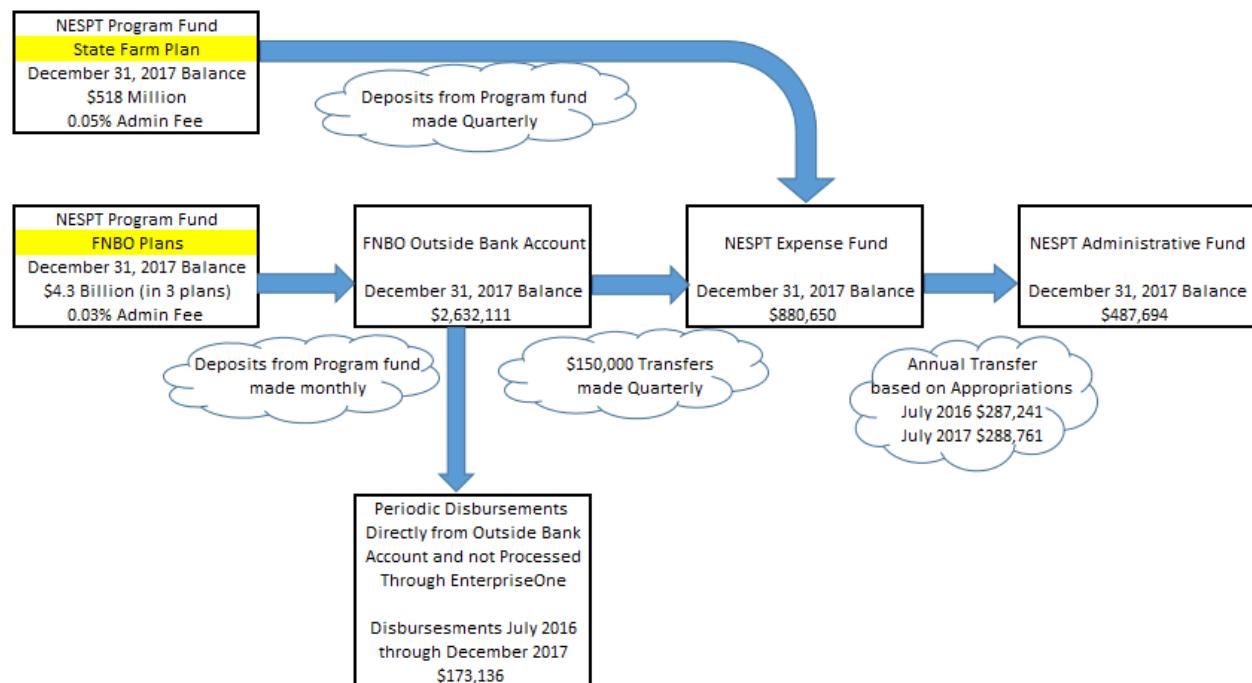 NESPT Program Fund
State Farm Plan
December 31, 2017 Balance
$518 Million
0.05% Admin Fee
Deposits from Program fund
made Quarterly
NESPT Program Fund
FNBO Plans
December 31, 2017 Balance
$4.3 Billion (in 3 plans)
0.03% Admin Fee
FNBO Outside Bank Account
December 31, 2017 Balance
$2,632,111
NESPT Expense Fund
December 31, 2017 Balance
$880,650
NESPT Administrative Fund
December 31, 2017 Balance
$487,694
Deposits from Program fund
made monthly
$150,000 Transfers
made Quarterly
Annual Transfer
based on Appropriations
July 2016 $287,241
July 2017 $288,761
Periodic Disbursements
Directly from Outside Bank
Account and not Processed
Through EnterpriseOne
Disbursesments July 2016
through December 2017
$173,136